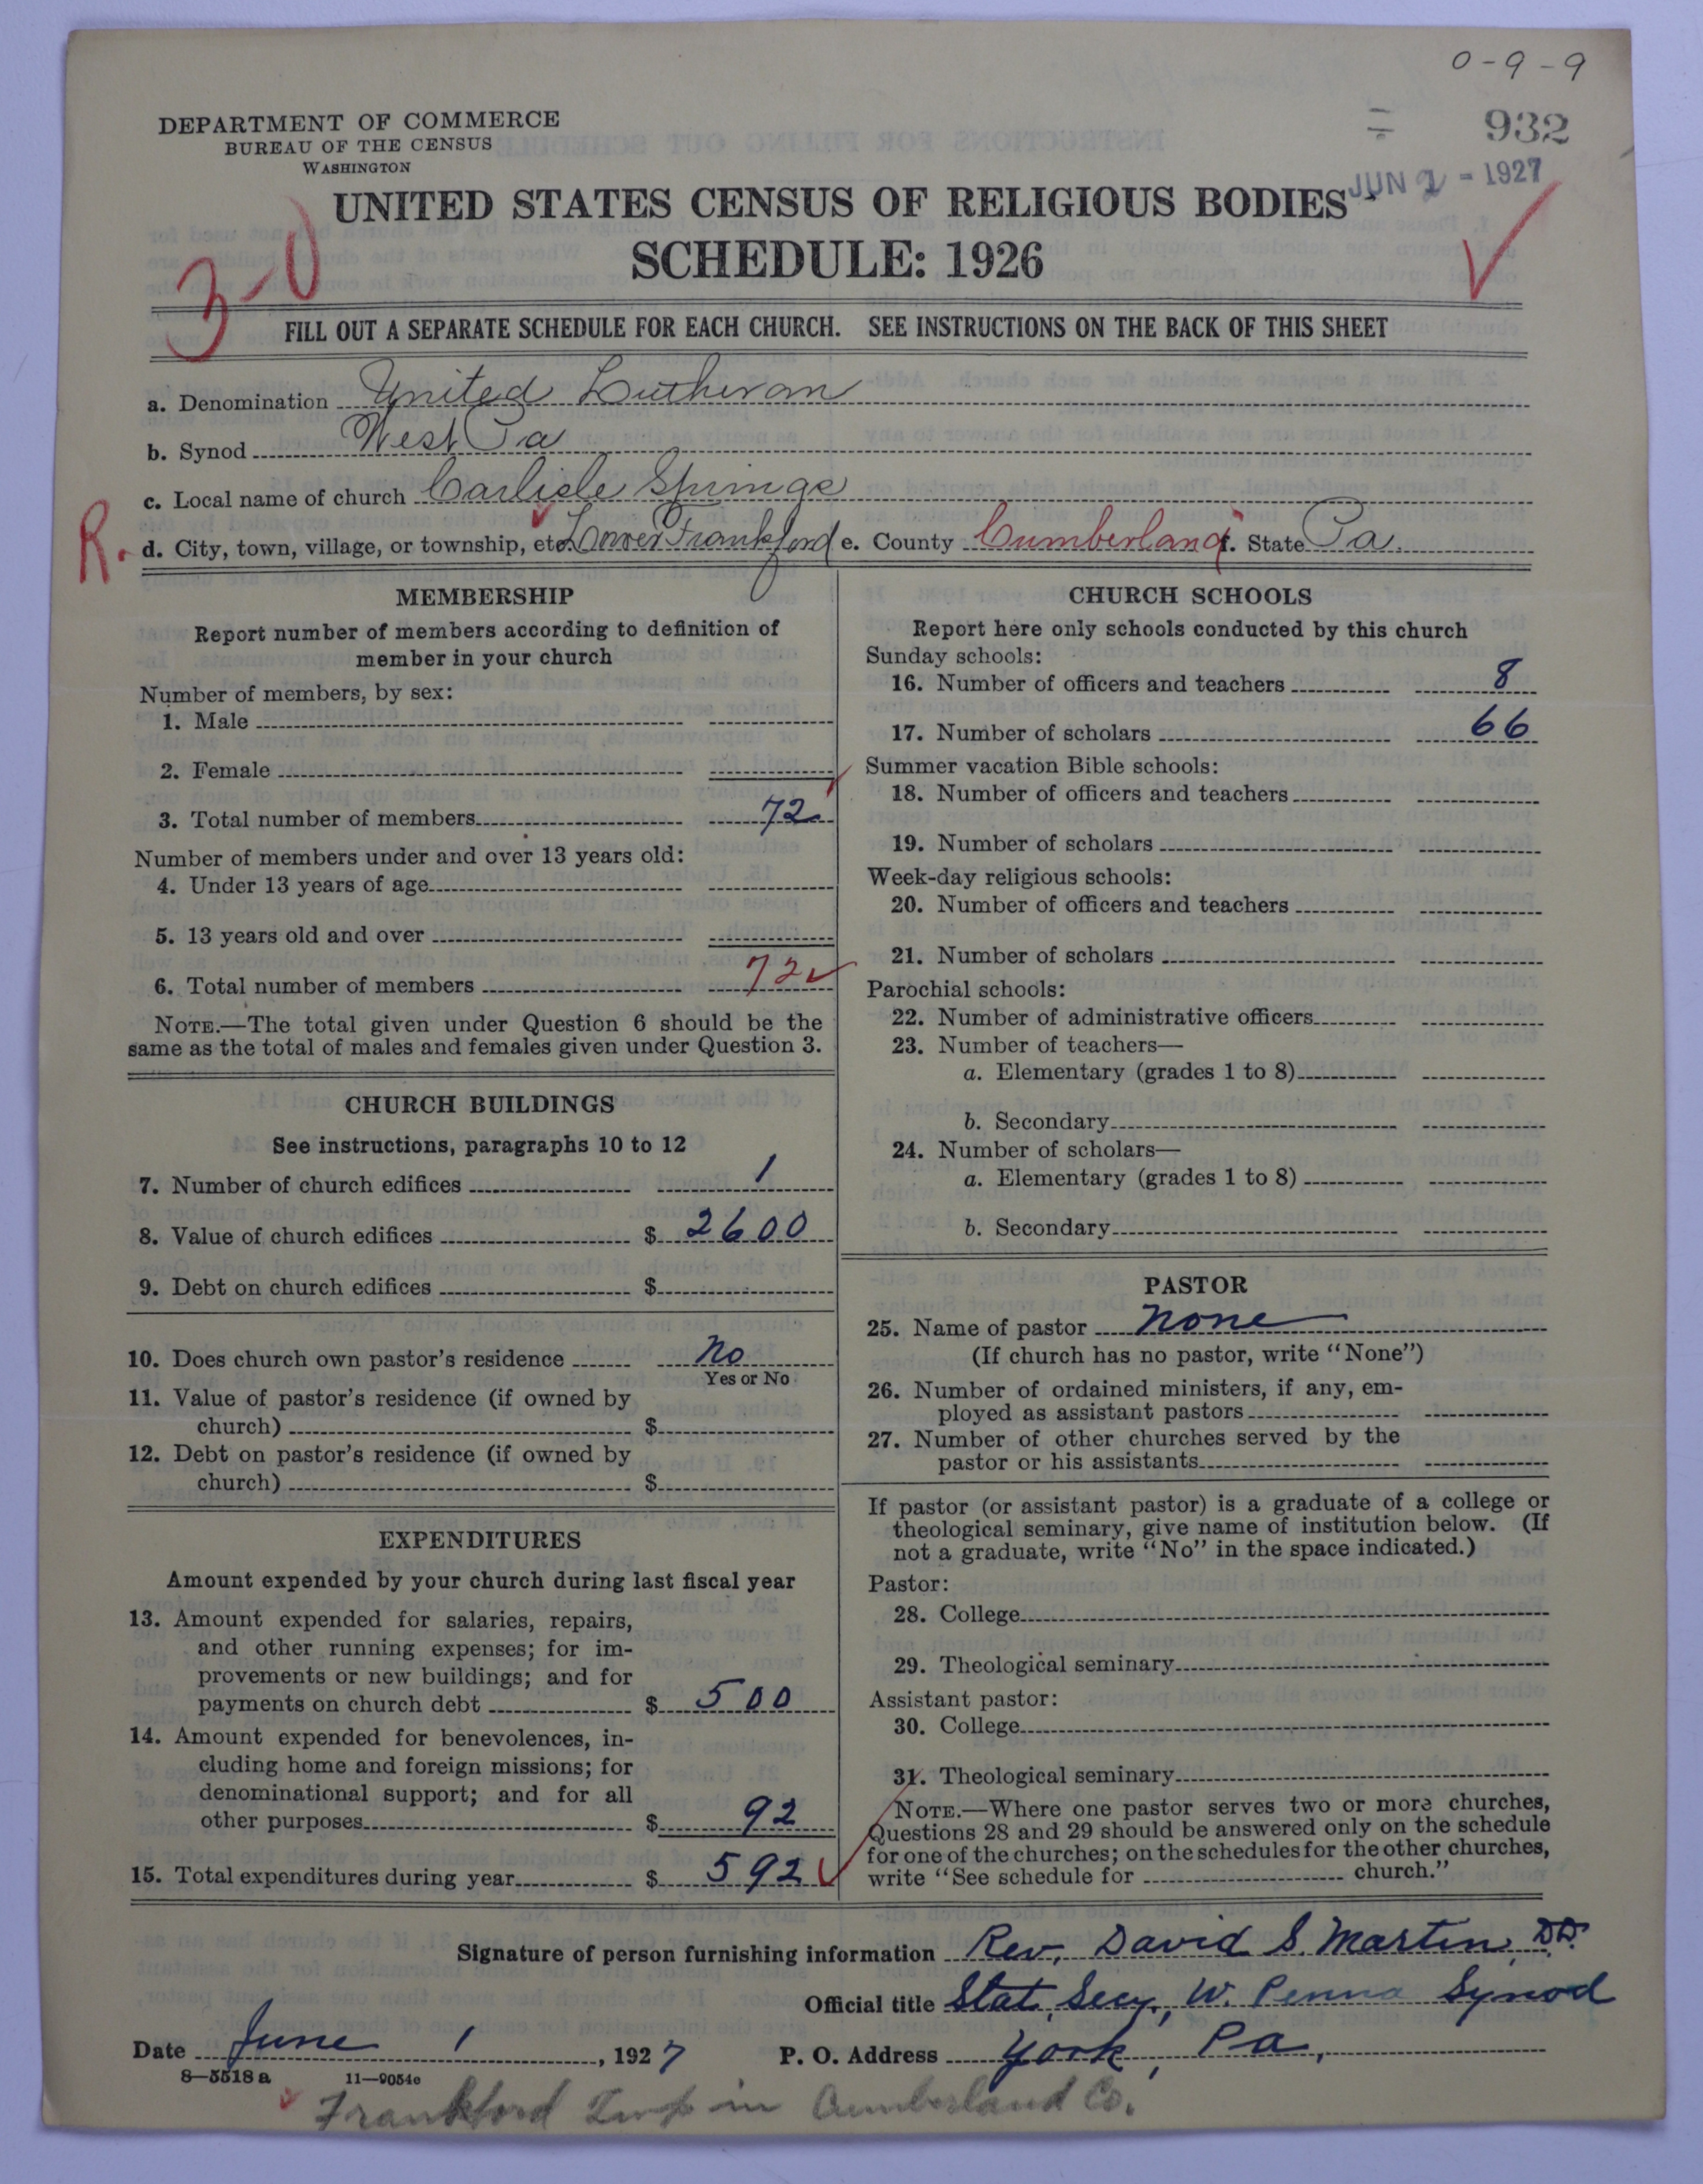 0-9-9
DEPARTMENT OF COMMERCE
BUREAU OF THE CENSUS
WASHINGTON
932
JUN 1 - 1927
UNITED STATES CENSUS OF RELIGIOUS BODIES
SCHEDULE: 1926
3-0
FILL OUT A SEPARATE SCHEDULE FOR EACH CHURCH. SEE INSTRUCTIONS ON THE BACK OF THIS SHEET
a. Denomination United Lutheran
b. Synod West Pa
c. Local name of church Carlisle Springs
R. d. City, town, village, or township, etc. Lower Frankford e. County Cumberland f. State Pa.
MEMBERSHIP
Report number of members according to definition of
member in your church
Number of members, by sex:
1. Male
2. Female
3. Total number of members 72
Number of members under and over 13 years old:
4. Under 13 years of age
5. 13 years old and over
6. Total number of members 72
NOTE.—The total given under Question 6 should be the
same as the total of males and females given under Question 3.
CHURCH BUILDINGS
See instructions, paragraphs 10 to 12
7. Number of church edifices 1
8. Value of church edifices $ 2600
9. Debt on church edifices $
10. Does church own pastor's residence No
Yes or No
11. Value of pastor's residence (if owned by
church) $
12. Debt on pastor's residence (if owned by
church) $
EXPENDITURES
Amount expended by your church during last fiscal year
13. Amount expended for salaries, repairs,
and other running expenses; for im-
provements or new buildings; and for
payments on church debt $ 500
14. Amount expended for benevolences, in-
cluding home and foreign missions; for
denominational support; and for all
other purposes $ 92
15. Total expenditures during year $ 592
CHURCH SCHOOLS
Report here only schools conducted by this church
Sunday schools:
16. Number of officers and teachers 8
17. Number of scholars 66
Summer vacation Bible schools:
18. Number of officers and teachers
19. Number of scholars
Week-day religious schools:
20. Number of officers and teachers
21. Number of scholars
Parochial schools:
22. Number of administrative officers
23. Number of teachers—
a. Elementary (grades 1 to 8)
b. Secondary
24. Number of scholars—
a. Elementary (grades 1 to 8)
b. Secondary
PASTOR
25. Name of pastor None
(If church has no pastor, write "None")
26. Number of ordained ministers, if any, em-
ployed as assistant pastors
27. Number of other churches served by the
pastor or his assistants
If pastor (or assistant pastor) is a graduate of a college or
theological seminary, give name of institution below. (If
not a graduate, write "No" in the space indicated.)
Pastor:
28. College
29. Theological seminary
Assistant pastor:
30. College
31. Theological seminary
NOTE.—Where one pastor serves two or more churches,
Questions 28 and 29 should be answered only on the schedule
for one of the churches; on the schedules for the other churches,
write "See schedule for church."
Signature of person furnishing information Rev. David S. Martin, D.D.
Official title Stat. Secy., W. Penna Synod
Date June 1, 1927 P. O. Address York, Pa.,
8—5518 a 11—9054c
Frankford Twp in Cumberland Co.